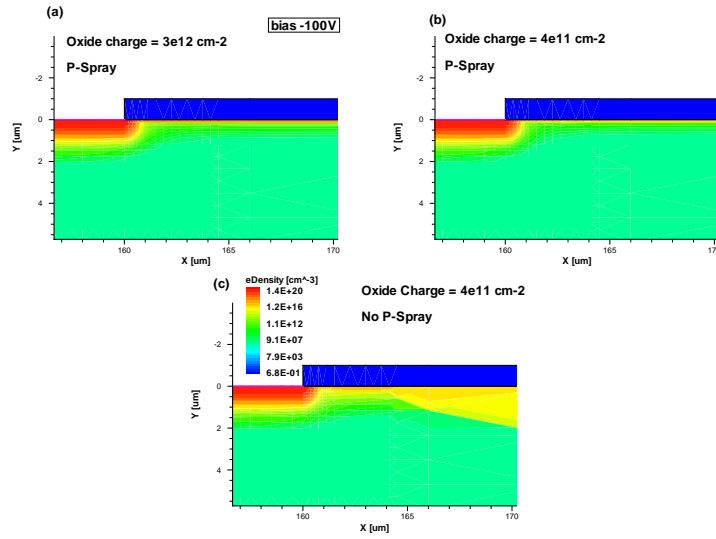 (a)
bias -100V
(b)
Oxide charge = 3e12 cm-2
Oxide charge = 4e11 cm-2
P-Spray
P-Spray
-2
0
2
4
Y [um]
160
165
170
X [um]
-2
0
2
4
Y [um]
160
165
170
X [um]
(c)
eDensity [cm^-3]
1.4E+20
1.2E+16
1.1E+12
9.1E+07
7.9E+03
6.8E-01
Oxide Charge = 4e11 cm-2
No P-Spray
-2
0
2
4
Y [um]
160
165
170
X [um]